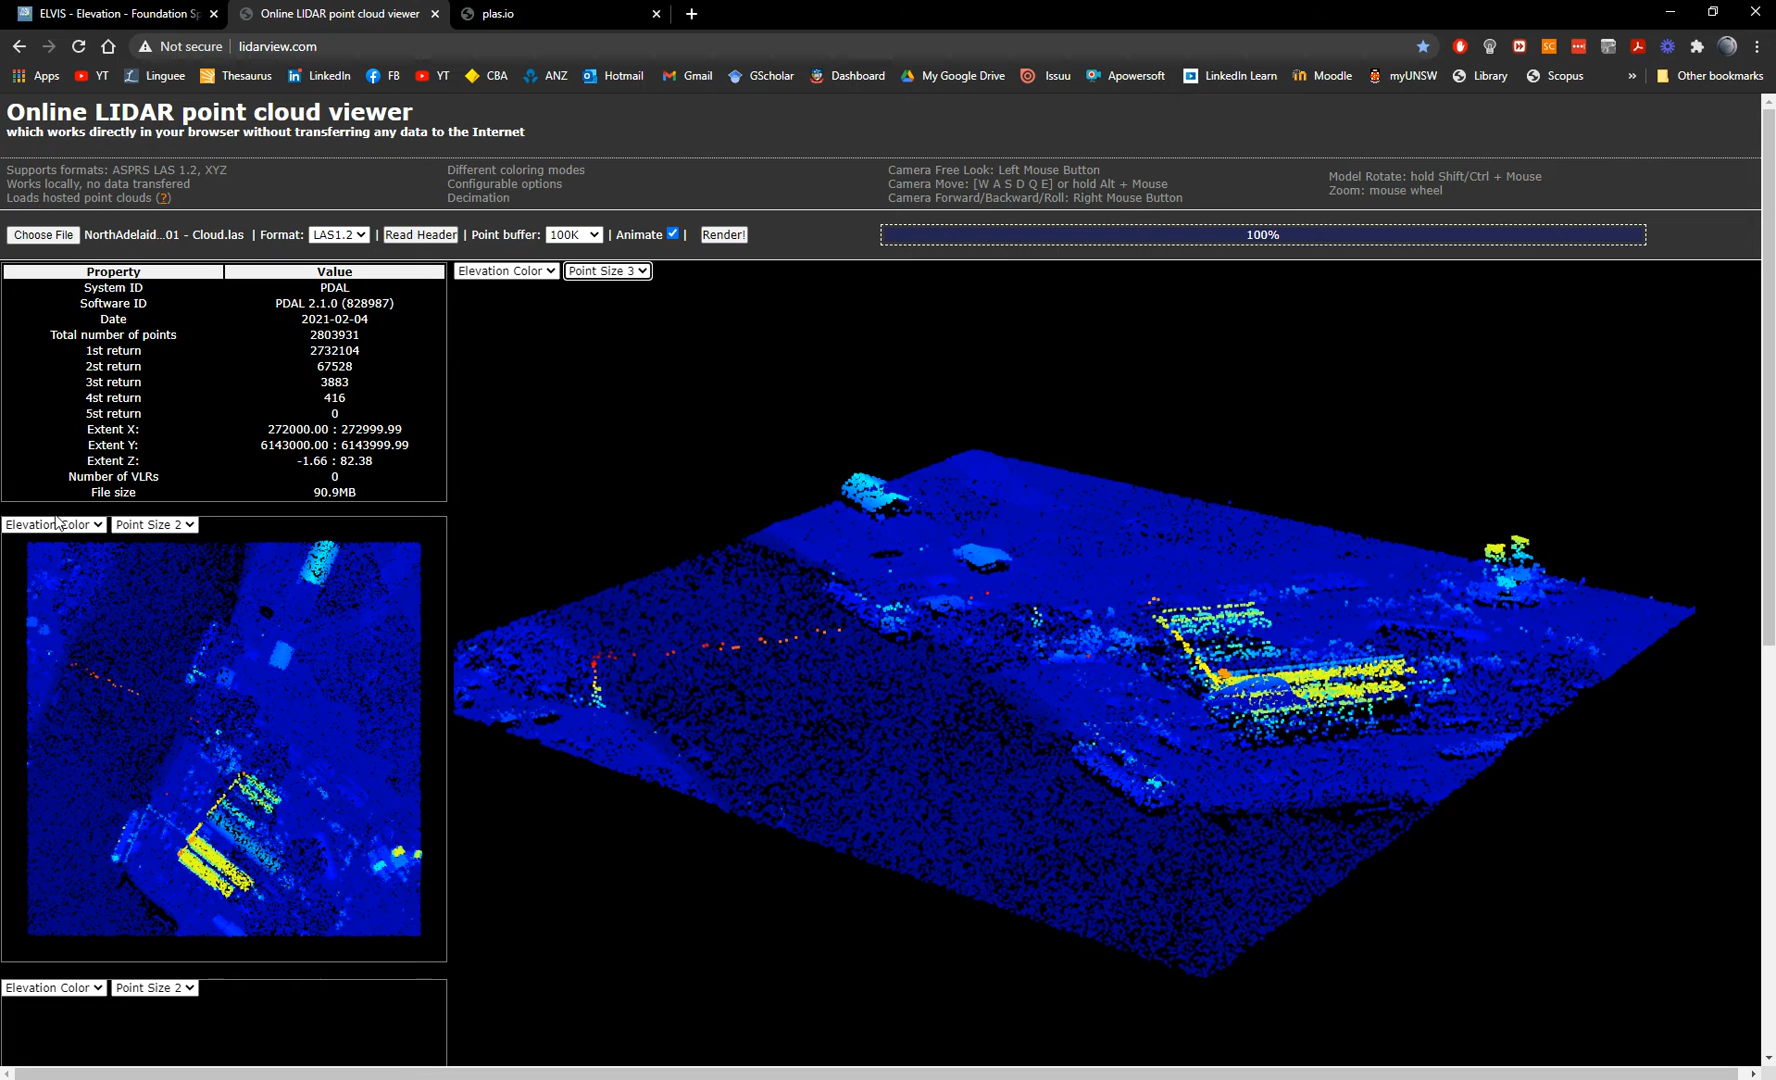 ELVIS - Elevation - Foundation Sp
Online LIDAR point cloud viewer
plas.io
Not secure
lidarview.com
Apps
YT
Linguee
Thesaurus
LinkedIn
FB
YT
CBA
ANZ
Hotmail
Gmail
GScholar
Dashboard
My Google Drive
Issuu
Apowersoft
LinkedIn Learn
Moodle
myUNSW
Library
Scopus
»
Other bookmarks
Online LIDAR point cloud viewer
which works directly in your browser without transferring any data to the Internet
Supports formats: ASPRS LAS 1.2, XYZ
Works locally, no data transfered
Loads hosted point clouds (?)
Different coloring modes
Configurable options
Decimation
Camera Free Look: Left Mouse Button
Camera Move: [W A S D Q E] or hold Alt + Mouse
Camera Forward/Backward/Roll: Right Mouse Button
Model Rotate: hold Shift/Ctrl + Mouse
Zoom: mouse wheel
Choose File NorthAdelaid...01 - Cloud.las | Format: LAS1.2 | Read Header | Point buffer: 100K | Animate | Render!
100%
Property Value
System ID PDAL
Software ID PDAL 2.1.0 (828987)
Date 2021-02-04
Total number of points 2803931
1st return 2732104
2st return 67528
3st return 3883
4st return 416
5st return 0
Extent X: 272000.00 : 272999.99
Extent Y: 6143000.00 : 6143999.99
Extent Z: -1.66 : 82.38
Number of VLRs 0
File size 90.9MB
Elevation Color Point Size 3
Elevation Color Point Size 2
Elevation Color Point Size 2